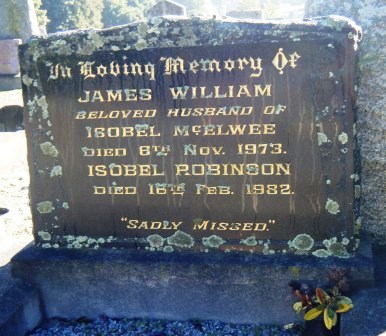 In Loving Memory Of
JAMES WILLIAM
BELOVED HUSBAND OF
ISOBEL McELWEE
DIED 6TH NOV. 1973.
ISOBEL ROBINSON
DIED 16TH FEB. 1982.
"SADLY MISSED."